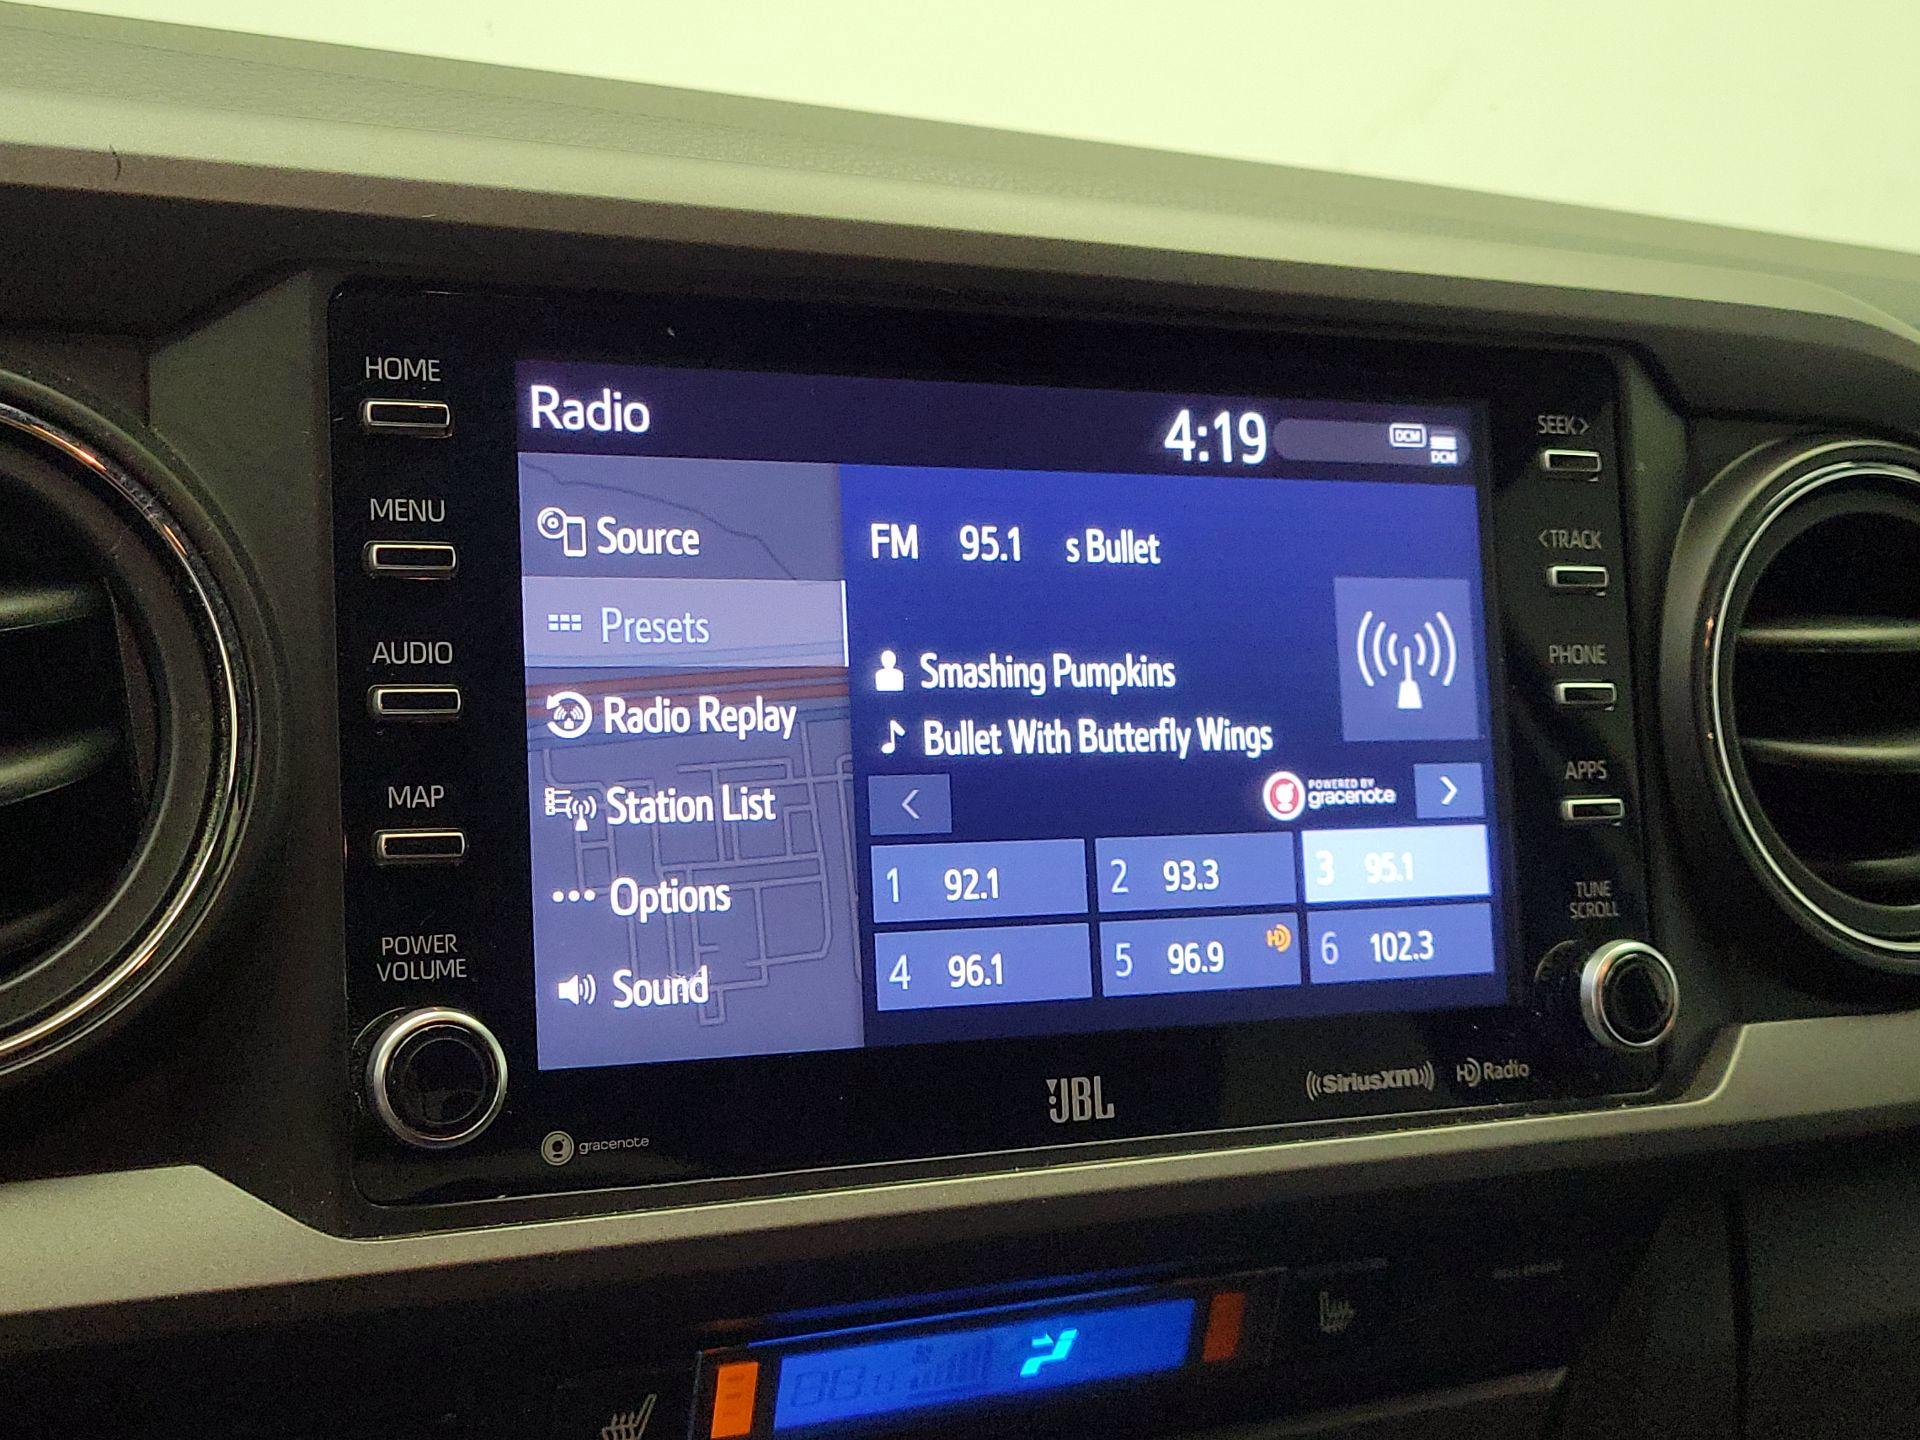 HOME
MENU
AUDIO
MAP
POWER
VOLUME
Radio
4:19
DCM
DCM
Source
Presets
Radio Replay
Station List
Options
Sound
FM 95.1 s Bullet
Smashing Pumpkins
Bullet With Butterfly Wings
POWERED BY
gracenote
1 92.1
2 93.3
3 95.1
4 96.1
5 96.9 HD
6 102.3
SEEK>
<TRACK
PHONE
APPS
TUNE
SCROLL
gracenote
JBL
SiriusXM
HD Radio